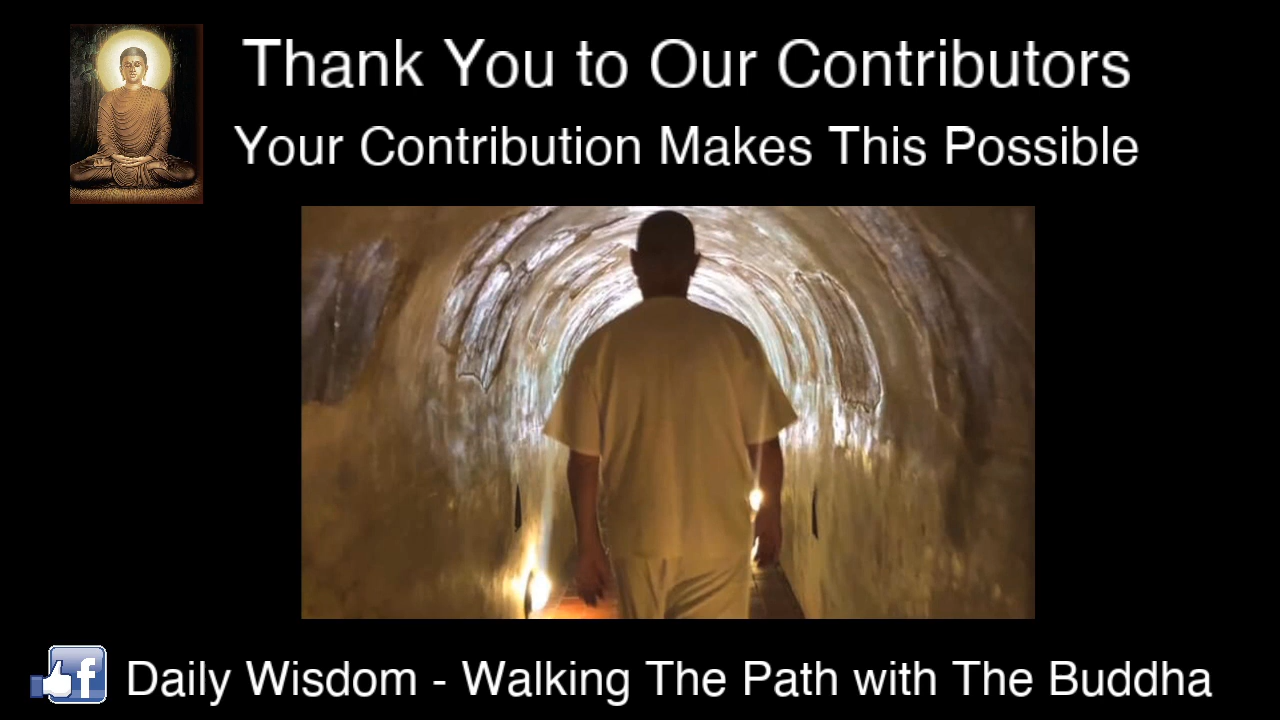 Thank You to Our Contributors
Your Contribution Makes This Possible
f
Daily Wisdom - Walking The Path with The Buddha